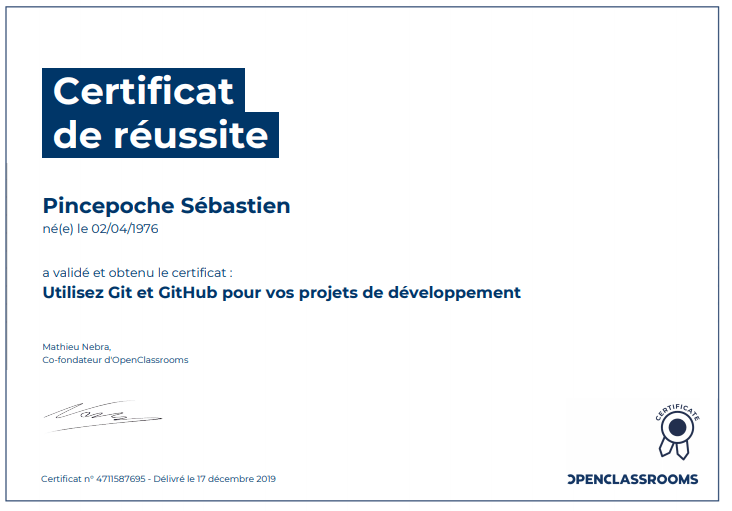 Certificat
de réussite
Pincepoche Sébastien
né(e) le 02/04/1976
a validé et obtenu le certificat :
Utilisez Git et GitHub pour vos projets de développement
Mathieu Nebra,
Co-fondateur d'OpenClassrooms
CERTIFICATE
Certificat n° 4711587695 - Délivré le 17 décembre 2019
OPENCLASSROOMS